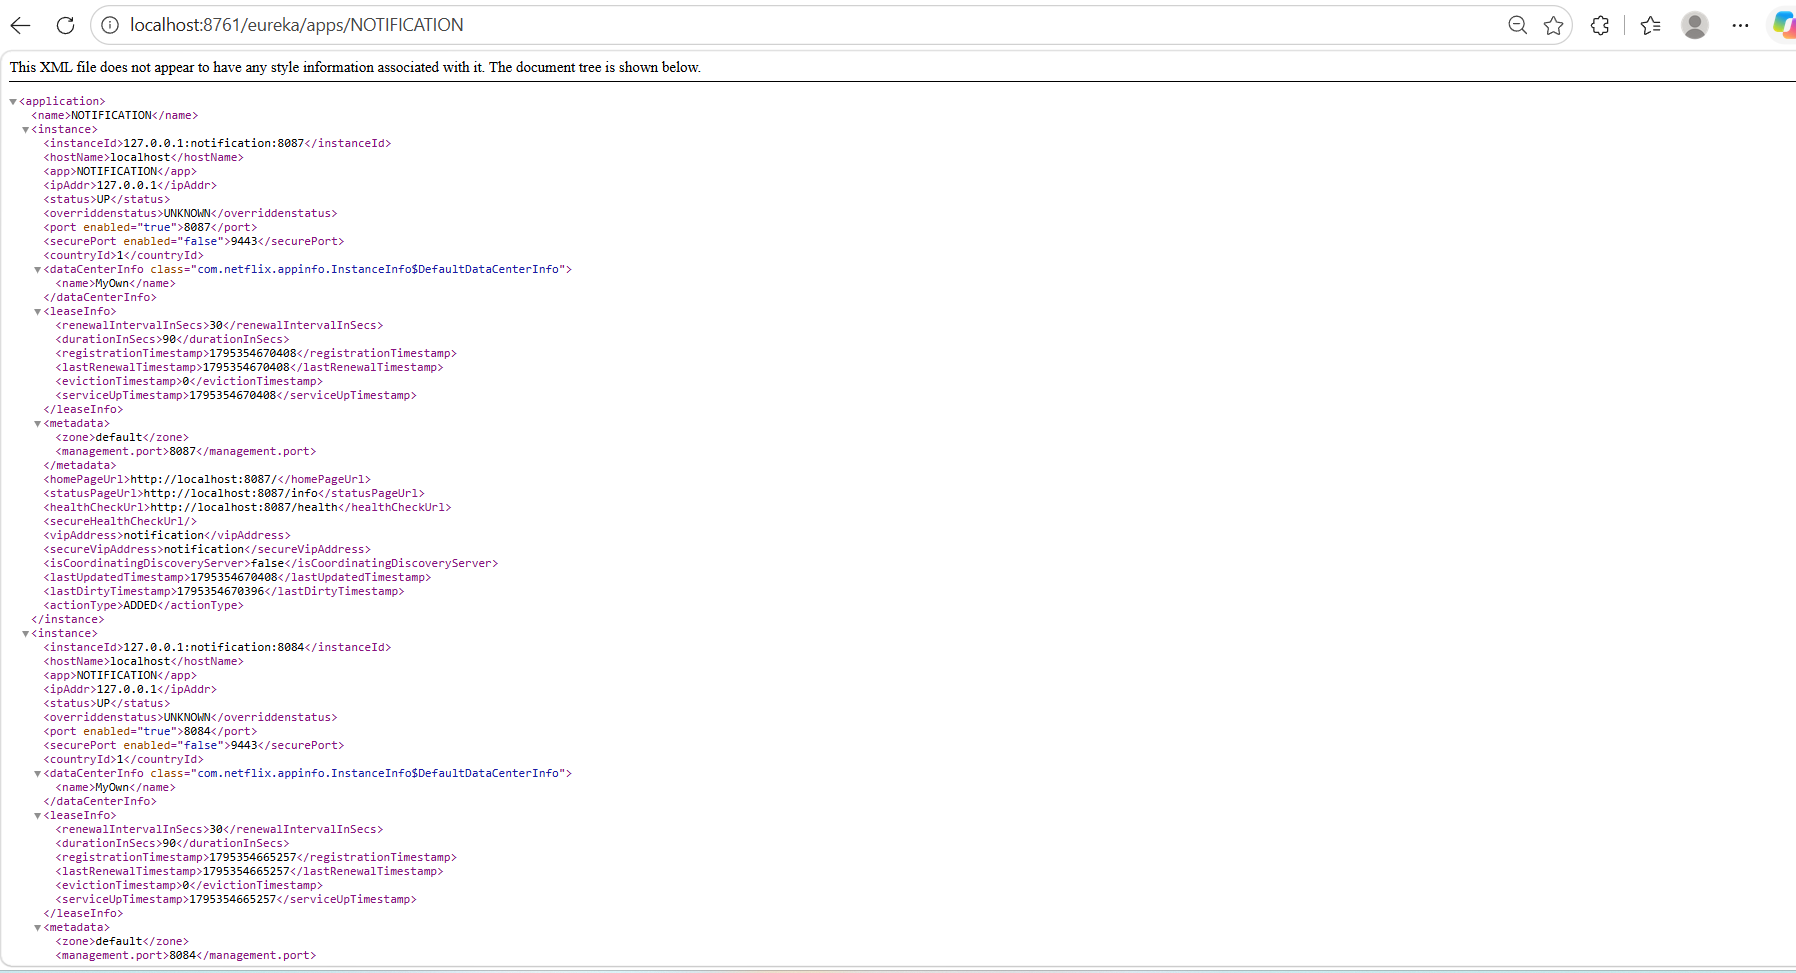 localhost:8761/eureka/apps/NOTIFICATION
This XML file does not appear to have any style information associated with it. The document tree is shown below.
<application>
<name>NOTIFICATION</name>
<instance>
<instanceId>127.0.0.1:notification:8087</instanceId>
<hostName>localhost</hostName>
<app>NOTIFICATION</app>
<ipAddr>127.0.0.1</ipAddr>
<status>UP</status>
<overriddenstatus>UNKNOWN</overriddenstatus>
<port enabled="true">8087</port>
<securePort enabled="false">9443</securePort>
<countryId>1</countryId>
<dataCenterInfo class="com.netflix.appinfo.InstanceInfo$DefaultDataCenterInfo">
<name>MyOwn</name>
</dataCenterInfo>
<leaseInfo>
<renewalIntervalInSecs>30</renewalIntervalInSecs>
<durationInSecs>90</durationInSecs>
<registrationTimestamp>1795354670408</registrationTimestamp>
<lastRenewalTimestamp>1795354670408</lastRenewalTimestamp>
<evictionTimestamp>0</evictionTimestamp>
<serviceUpTimestamp>1795354670408</serviceUpTimestamp>
</leaseInfo>
<metadata>
<zone>default</zone>
<management.port>8087</management.port>
</metadata>
<homePageUrl>http://localhost:8087/</homePageUrl>
<statusPageUrl>http://localhost:8087/info</statusPageUrl>
<healthCheckUrl>http://localhost:8087/health</healthCheckUrl>
<secureHealthCheckUrl/>
<vipAddress>notification</vipAddress>
<secureVipAddress>notification</secureVipAddress>
<isCoordinatingDiscoveryServer>false</isCoordinatingDiscoveryServer>
<lastUpdatedTimestamp>1795354670408</lastUpdatedTimestamp>
<lastDirtyTimestamp>1795354670396</lastDirtyTimestamp>
<actionType>ADDED</actionType>
</instance>
<instance>
<instanceId>127.0.0.1:notification:8084</instanceId>
<hostName>localhost</hostName>
<app>NOTIFICATION</app>
<ipAddr>127.0.0.1</ipAddr>
<status>UP</status>
<overriddenstatus>UNKNOWN</overriddenstatus>
<port enabled="true">8084</port>
<securePort enabled="false">9443</securePort>
<countryId>1</countryId>
<dataCenterInfo class="com.netflix.appinfo.InstanceInfo$DefaultDataCenterInfo">
<name>MyOwn</name>
</dataCenterInfo>
<leaseInfo>
<renewalIntervalInSecs>30</renewalIntervalInSecs>
<durationInSecs>90</durationInSecs>
<registrationTimestamp>1795354665257</registrationTimestamp>
<lastRenewalTimestamp>1795354665257</lastRenewalTimestamp>
<evictionTimestamp>0</evictionTimestamp>
<serviceUpTimestamp>1795354665257</serviceUpTimestamp>
</leaseInfo>
<metadata>
<zone>default</zone>
<management.port>8084</management.port>